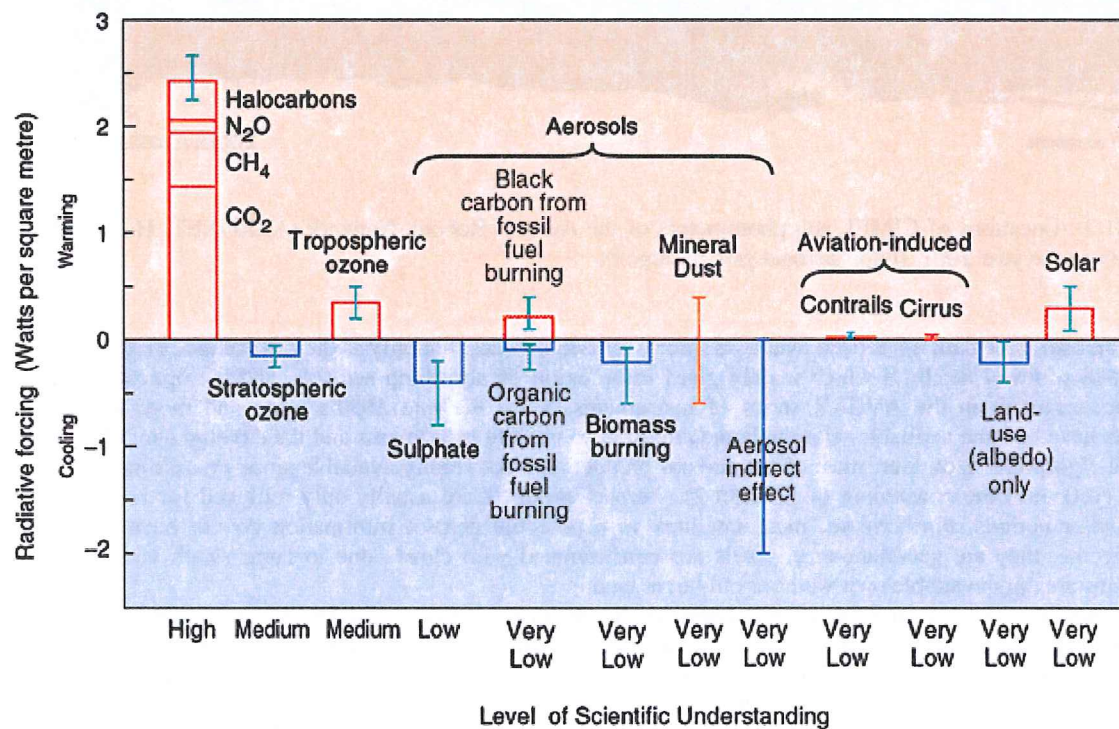 Radiative forcing (Watts per square metre)
Warming
Cooling
3
2
1
0
−1
−2
Halocarbons
N₂O
CH₄
CO₂
Stratospheric
ozone
Tropospheric
ozone
Aerosols
Sulphate
Black
carbon from
fossil
fuel
burning
Organic
carbon
from
fossil
fuel
burning
Biomass
burning
Mineral
Dust
Aerosol
indirect
effect
Aviation-induced
Contrails Cirrus
Land-
use
(albedo)
only
Solar
High Medium Medium Low Very Very Very Very Very Very Very Very
Low Low Low Low Low Low Low Low
Level of Scientific Understanding